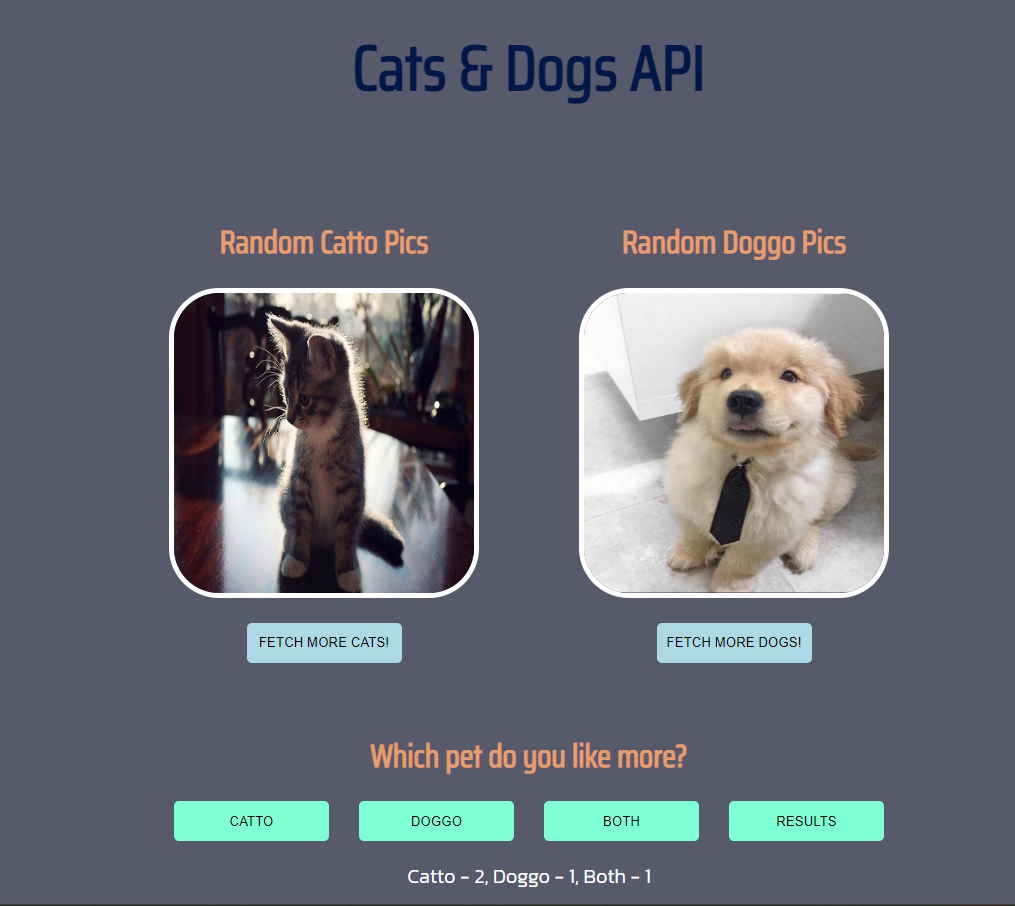 Cats & Dogs API
Random Catto Pics
Random Doggo Pics
FETCH MORE CATS!
FETCH MORE DOGS!
Which pet do you like more?
CATTO
DOGGO
BOTH
RESULTS
Catto - 2, Doggo - 1, Both - 1